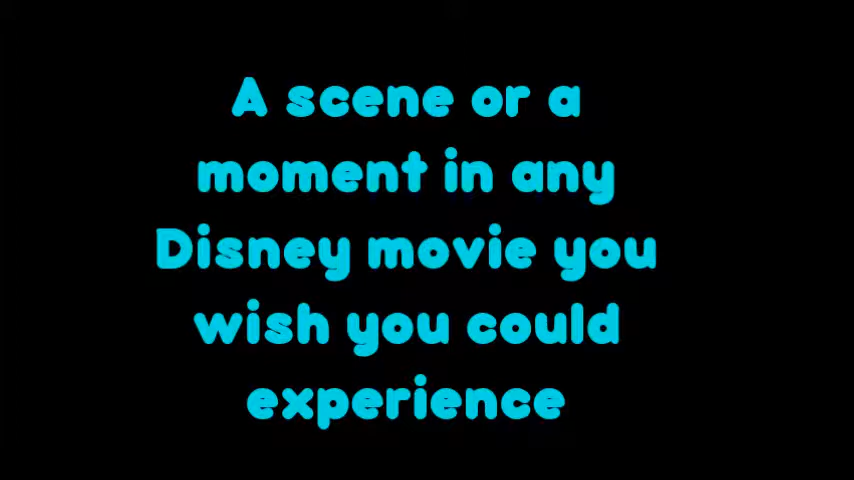 A scene or a
moment in any
Disney movie you
wish you could
experience